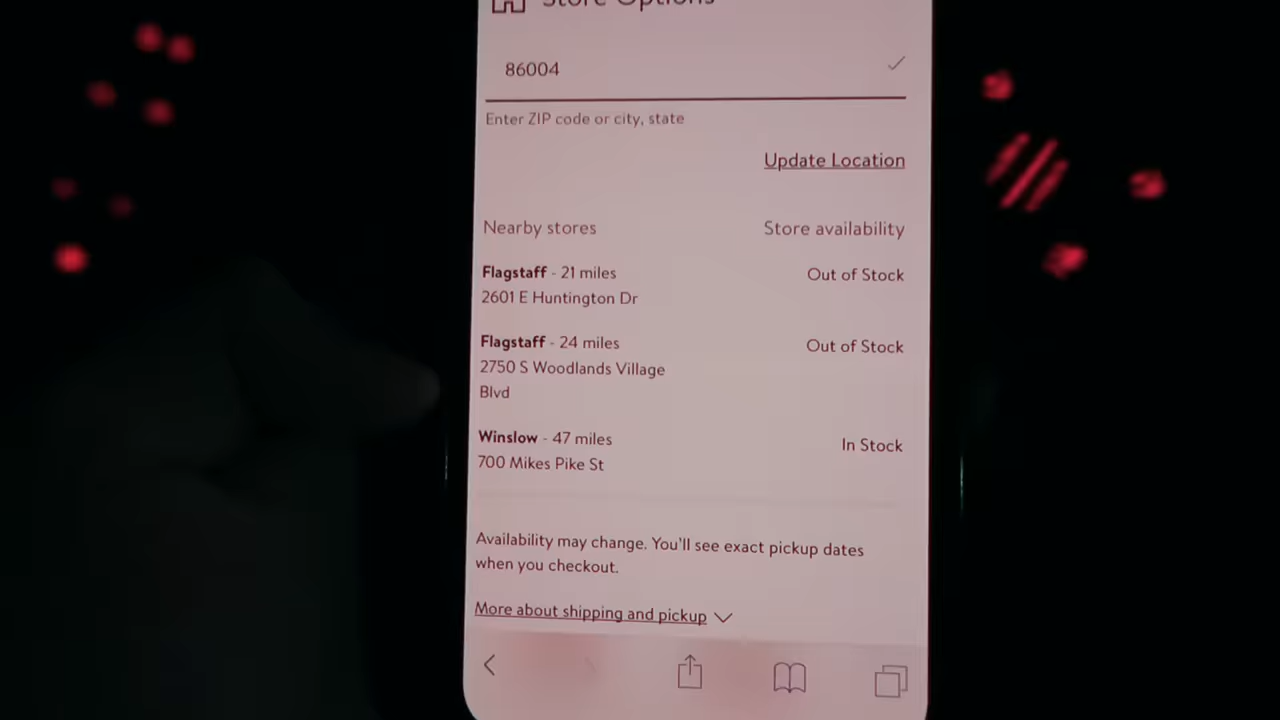 Store Options
86004
Enter ZIP code or city, state
Update Location
Nearby stores
Store availability
Flagstaff - 21 miles
Out of Stock
2601 E Huntington Dr
Flagstaff - 24 miles
Out of Stock
2750 S Woodlands Village
Blvd
Winslow - 47 miles
In Stock
700 Mikes Pike St
Availability may change. You'll see exact pickup dates
when you checkout.
More about shipping and pickup